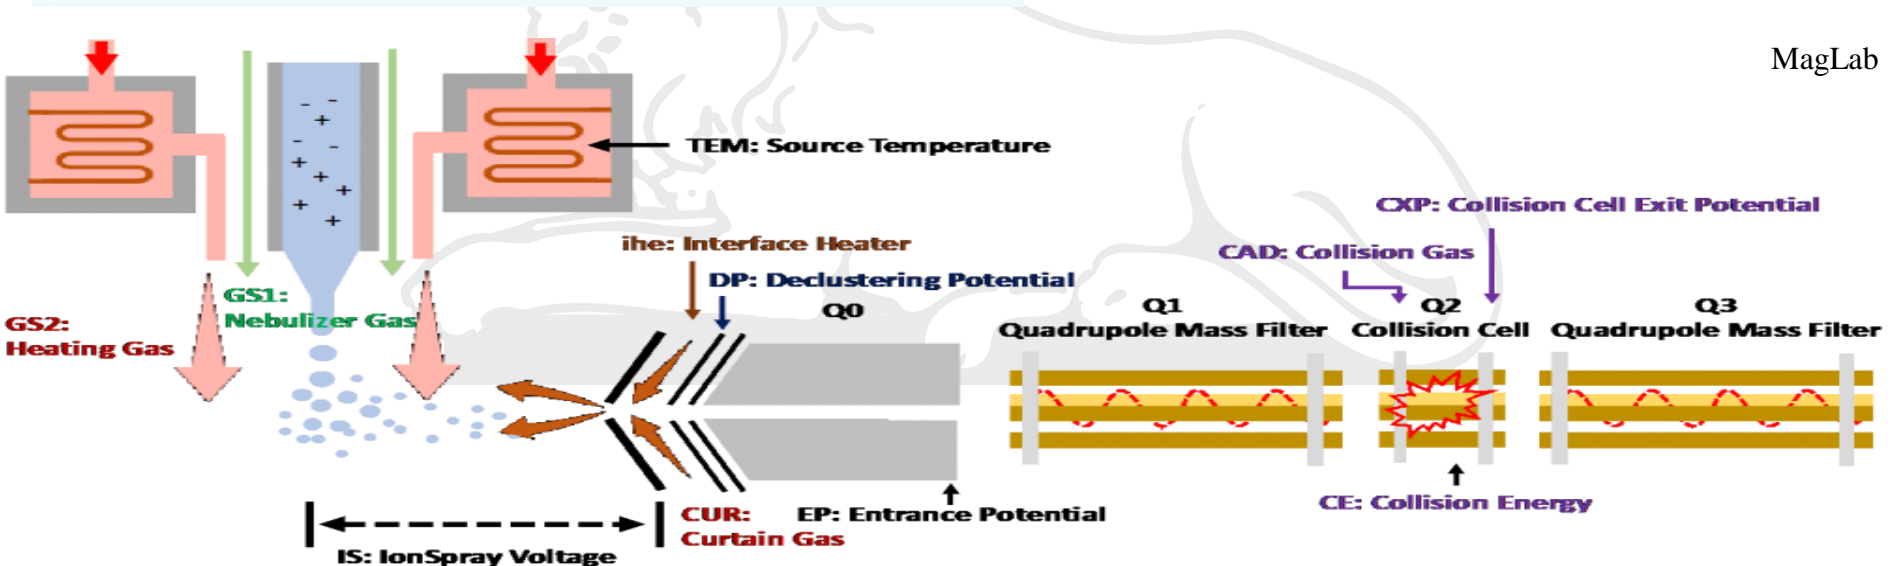 MagLab
TEM: Source Temperature
CXP: Collision Cell Exit Potential
ihe: Interface Heater
CAD: Collision Gas
DP: Declustering Potential
GS1:
Nebulizer Gas
GS2:
Heating Gas
Q0
Q1
Quadrupole Mass Filter
Q2
Collision Cell
Q3
Quadrupole Mass Filter
- -
+
- -
+
+
+
+
+
CUR:
Curtain Gas
EP: Entrance Potential
CE: Collision Energy
IS: IonSpray Voltage